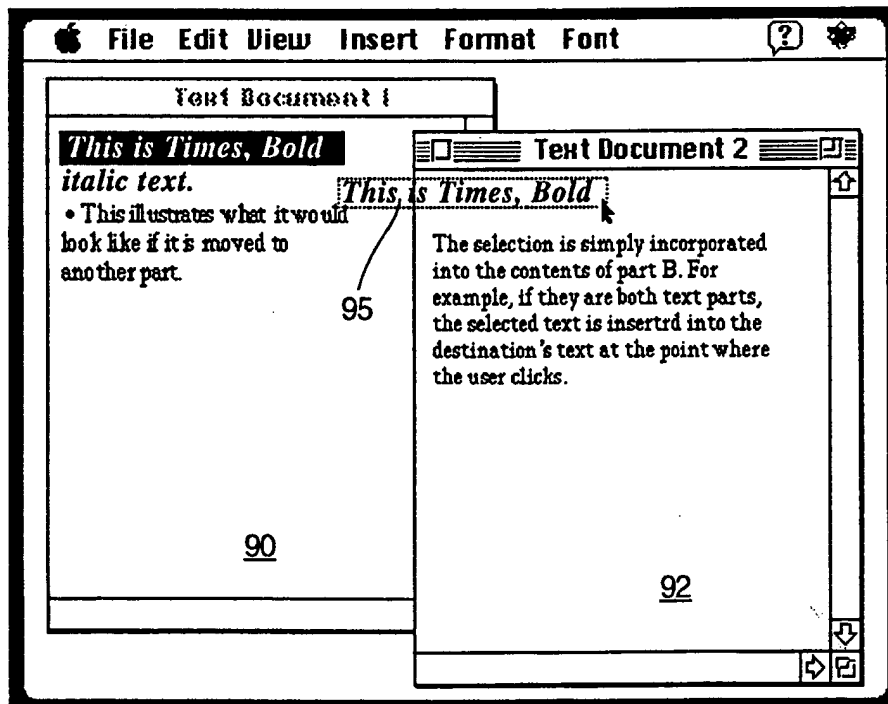 File Edit View Insert Format Font ?
Text Document 1
This is Times, Bold
italic text.
• This illustrates what it would
look like if it is moved to
another part.
90
This is Times, Bold
95
Text Document 2
The selection is simply incorporated
into the contents of part B. For
example, if they are both text parts,
the selected text is insertrd into the
destination's text at the point where
the user clicks.
92